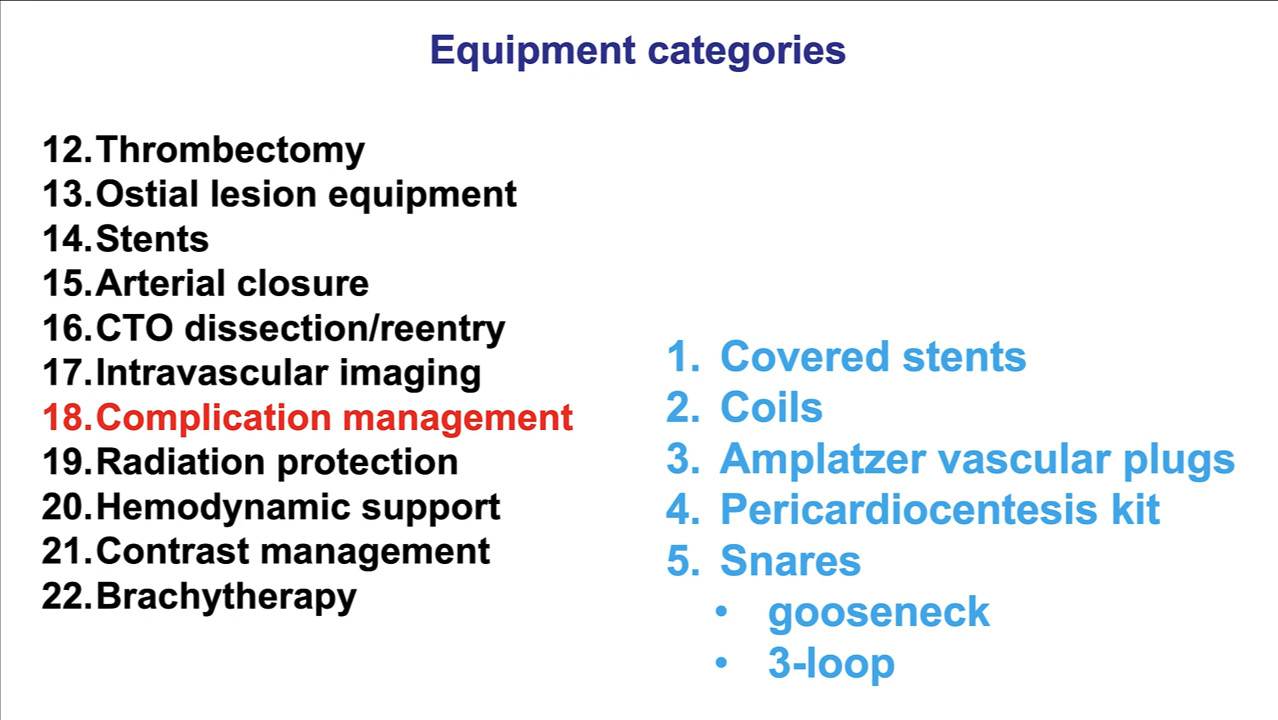 Equipment categories
12.Thrombectomy
13.Ostial lesion equipment
14.Stents
15.Arterial closure
16.CTO dissection/reentry
17.Intravascular imaging
18.Complication management
19.Radiation protection
20.Hemodynamic support
21.Contrast management
22.Brachytherapy
1. Covered stents
2. Coils
3. Amplatzer vascular plugs
4. Pericardiocentesis kit
5. Snares
• gooseneck
• 3-loop